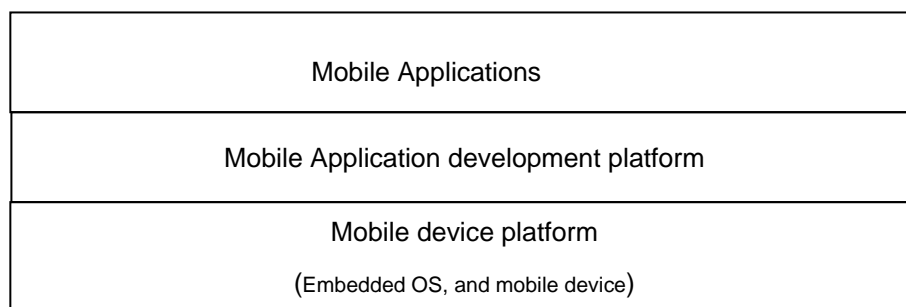 Mobile Applications
Mobile Application development platform
Mobile device platform
(Embedded OS, and mobile device)